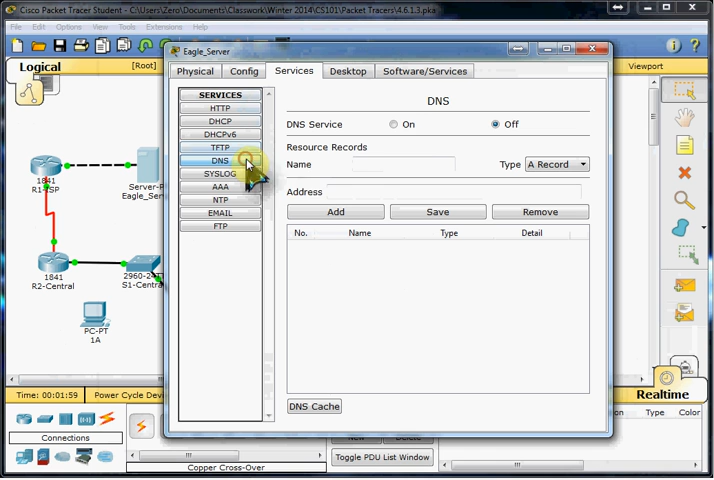 Cisco Packet Tracer Student - C:\Users\Zero\Documents\Classwork\Winter 2014\CS101\Packet Tracers\4.6.1.3.pka
File Edit Options View Tools Extensions Help
Logical
[Root]
Viewport
Eagle_Server
Physical Config Services Desktop Software/Services
SERVICES
HTTP
DHCP
DHCPv6
TFTP
DNS
SYSLOG
AAA
NTP
EMAIL
FTP
DNS
DNS Service On Off
Resource Records
Name Type A Record
Address
Add Save Remove
No. Name Type Detail
DNS Cache
1841
R1-ISP
Server-P
Eagle_Serv
1841
R2-Central
2960-24TT
S1-Centra
PC-PT
1A
Time: 00:01:59 Power Cycle Devi
Realtime
Connections
Copper Cross-Over
New Delete
Toggle PDU List Window
on Type Color